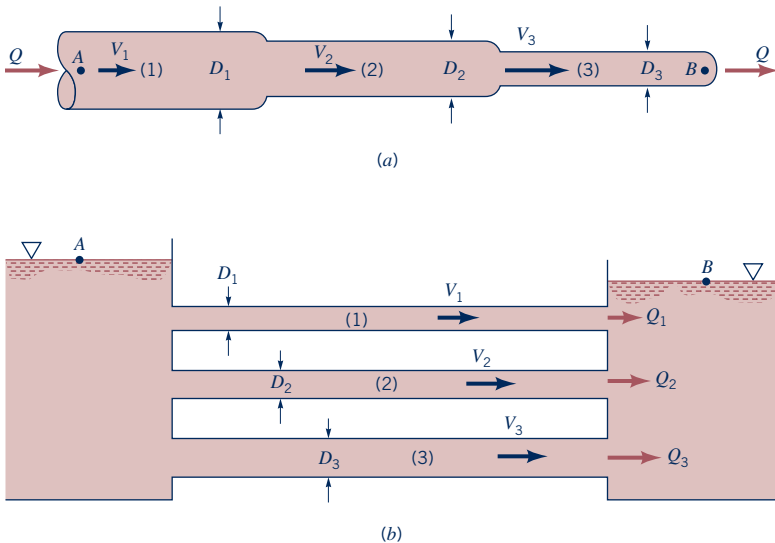 Q A V₁ (1) D₁ V₂ (2) D₂ V₃ (3) D₃ B Q
(a)
A B
D₁ V₁ (1) Q₁
D₂ (2) V₂ Q₂
D₃ (3) V₃ Q₃
(b)